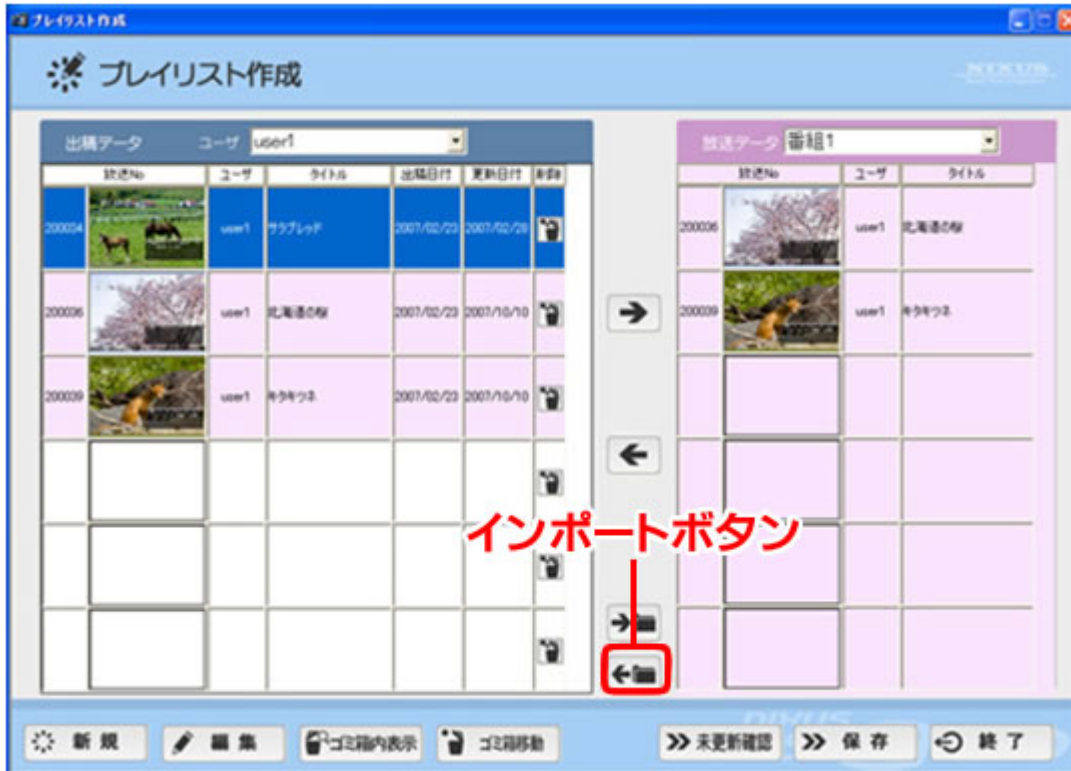 プレイリスト作成
プレイリスト作成
出稿データ ユーザ user1
放送No ユーザ タイトル 出稿日付 更新日付 削除
200034 user1 サラブレッド 2007/02/23 2007/02/28
200036 user1 北海道の桜 2007/02/23 2007/10/10
200039 user1 キタキツネ 2007/02/23 2007/10/10
放送データ 番組1
放送No ユーザ タイトル
200036 user1 北海道の桜
200039 user1 キタキツネ
インポートボタン
新規 編集 ゴミ箱内表示 ゴミ箱移動 未更新確認 保存 終了